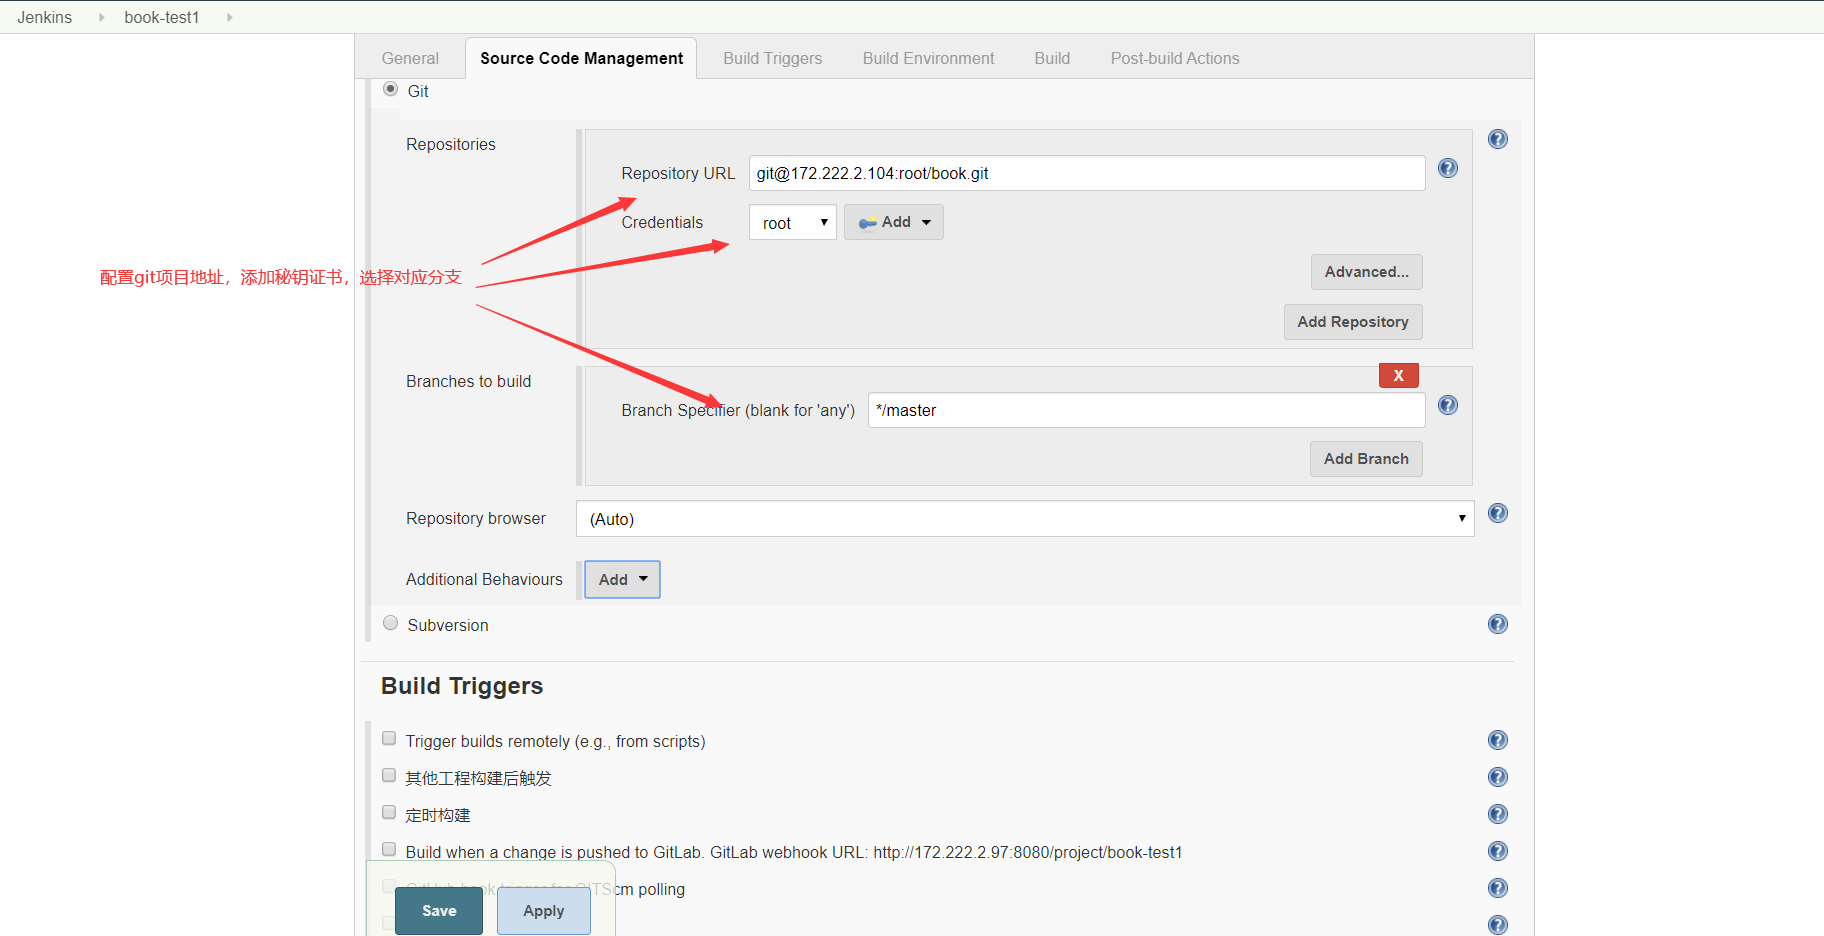 Jenkins book-test1
General Source Code Management Build Triggers Build Environment Build Post-build Actions
Git
Repositories
Repository URL git@172.222.2.104:root/book.git
Credentials root Add
配置git项目地址，添加秘钥证书，选择对应分支
Advanced...
Add Repository
Branches to build
X
Branch Specifier (blank for 'any') */master
Add Branch
Repository browser (Auto)
Additional Behaviours Add
Subversion
Build Triggers
Trigger builds remotely (e.g., from scripts)
其他工程构建后触发
定时构建
Build when a change is pushed to GitLab. GitLab webhook URL: http://172.222.2.97:8080/project/book-test1
GitHub hook trigger for GITScm polling
Save Apply